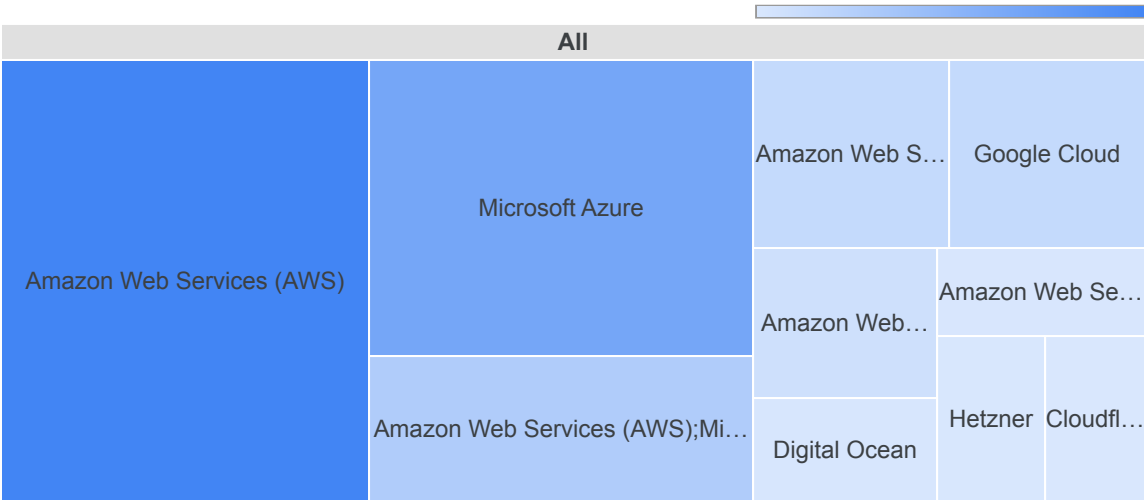 All
Amazon Web Services (AWS)
Microsoft Azure
Amazon Web Services (AWS);Mi…
Amazon Web S…
Google Cloud
Amazon Web…
Amazon Web Se…
Digital Ocean
Hetzner
Cloudfl…